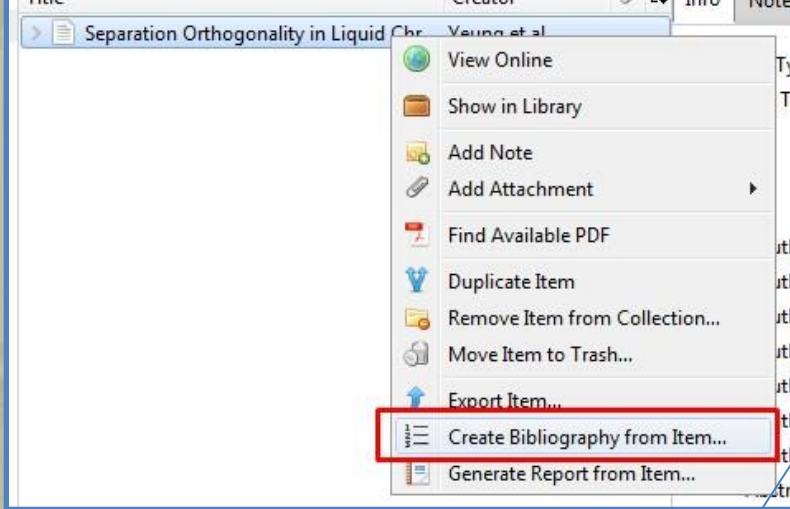 Title Creator Info Note
Separation Orthogonality in Liquid Chr... Yeung et al.
View Online
Show in Library
Add Note
Add Attachment
Find Available PDF
Duplicate Item
Remove Item from Collection...
Move Item to Trash...
Export Item...
Create Bibliography from Item...
Generate Report from Item...